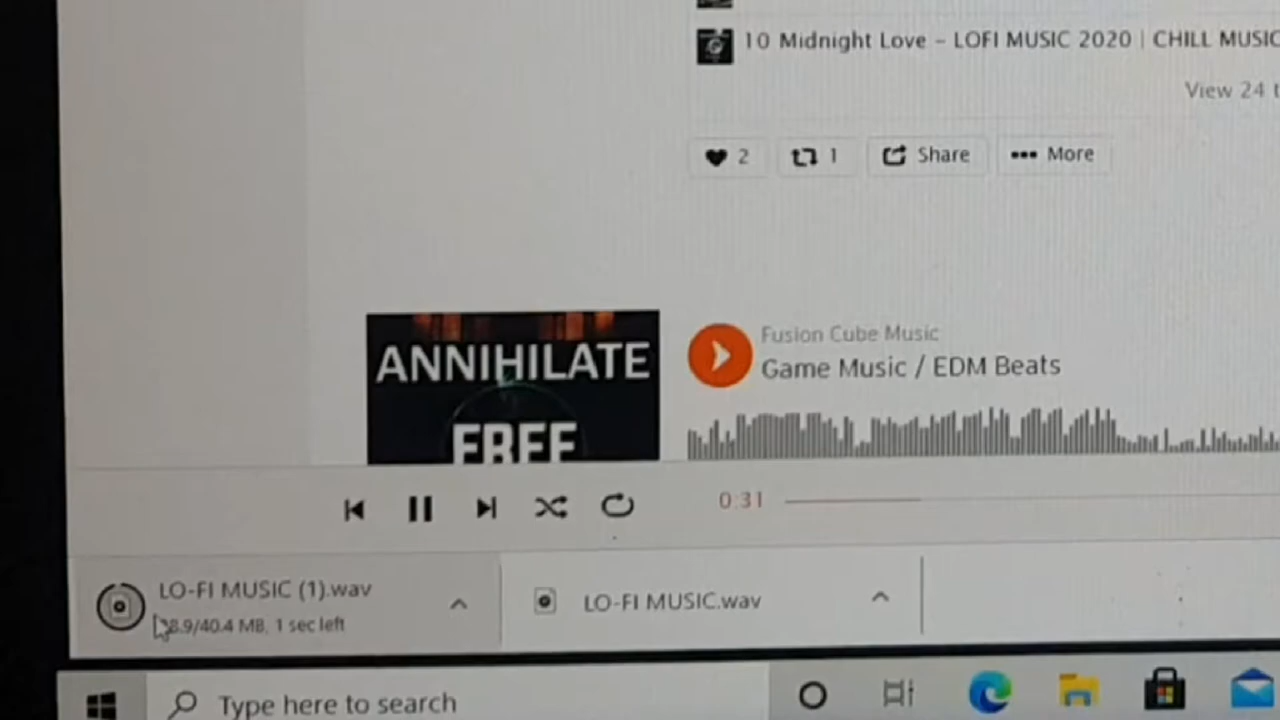 10 Midnight Love – LOFI MUSIC 2020 | CHILL MUSIC
View 24 t
2
1
Share
More
ANNIHILATE
FREE
Fusion Cube Music
Game Music / EDM Beats
0:31
LO-FI MUSIC (1).wav
8.9/40.4 MB, 1 sec left
LO-FI MUSIC.wav
Type here to search